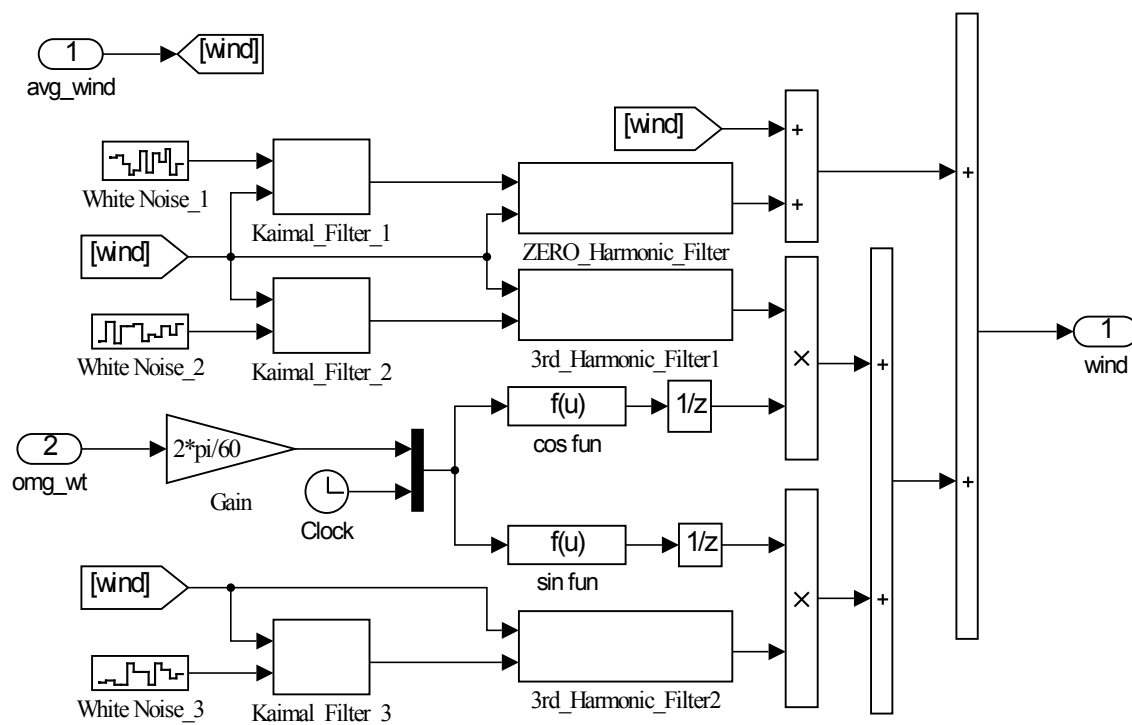 1
[wind]
avg_wind
[wind]
+
+
+
White Noise_1
Kaimal_Filter_1
ZERO_Harmonic_Filter
[wind]
White Noise_2
Kaimal_Filter_2
3rd_Harmonic_Filter1
×
+
1
wind
2
omg_wt
2*pi/60
Gain
Clock
f(u)
cos fun
1/z
+
f(u)
sin fun
1/z
[wind]
×
+
White Noise_3
Kaimal_Filter_3
3rd_Harmonic_Filter2